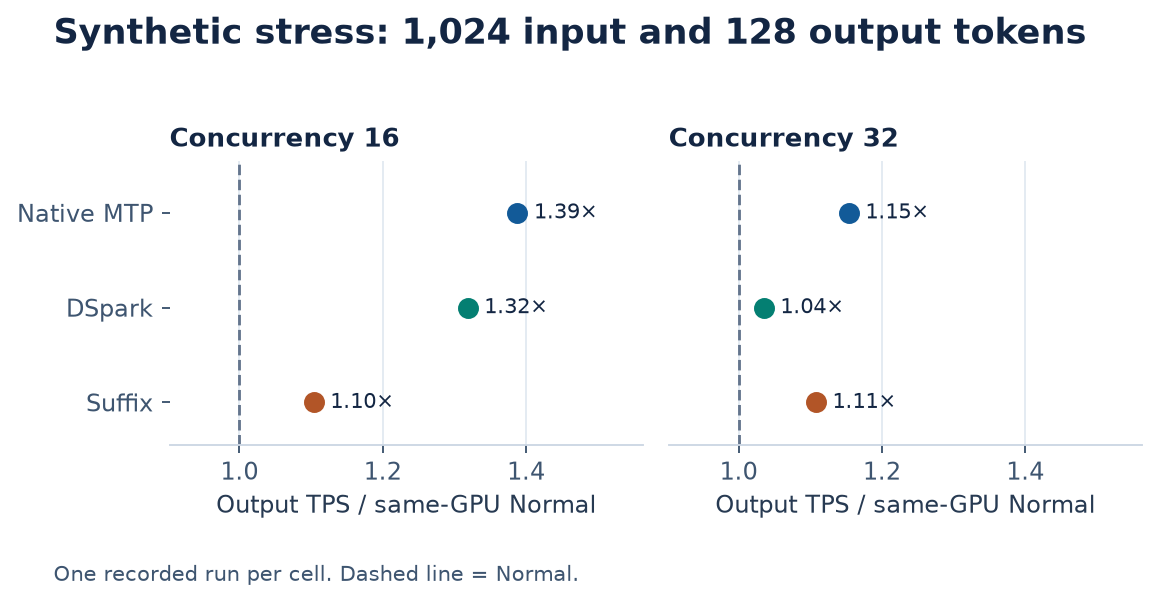 Synthetic stress: 1,024 input and 128 output tokens
Concurrency 16
Concurrency 32
Native MTP
1.39×
1.15×
DSpark
1.32×
1.04×
Suffix
1.10×
1.11×
1.0 1.2 1.4
1.0 1.2 1.4
Output TPS / same-GPU Normal
Output TPS / same-GPU Normal
One recorded run per cell. Dashed line = Normal.